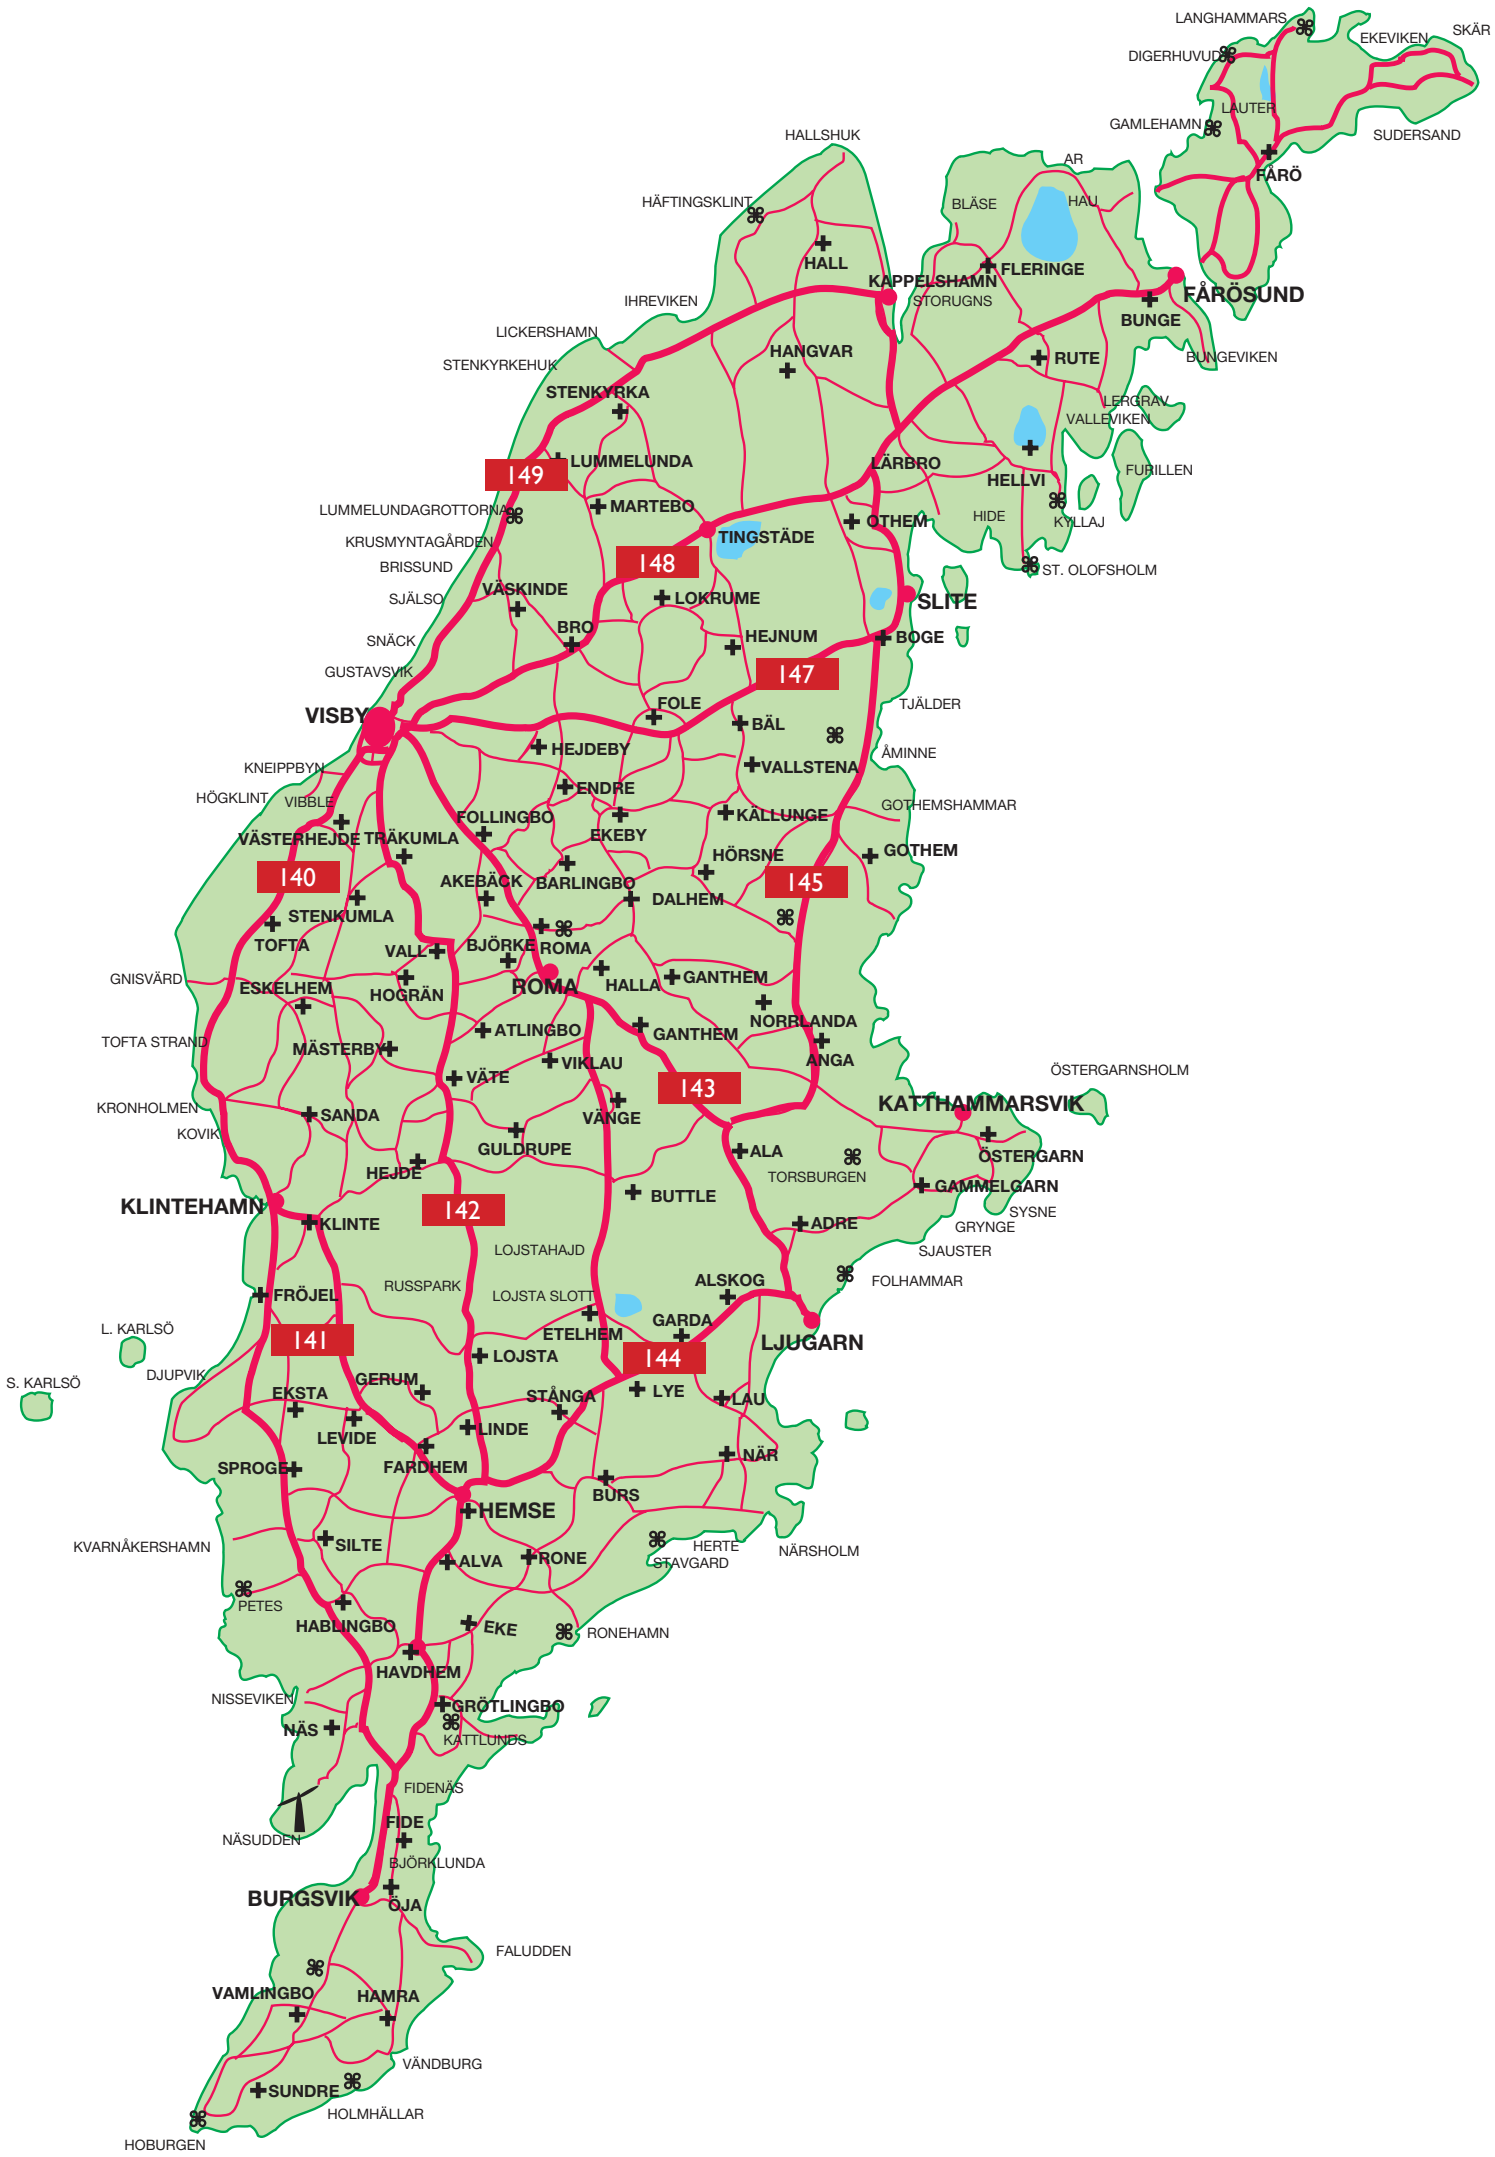 LANGHAMMARS
SKÄR
EKEVIKEN
DIGERHUVUD
LAUTER
GAMLEHAMN
SUDERSAND
HALLSHUK
AR
FÅRÖ
HÄFTINGSKLINT
BLÄSE
HAU
HALL
FLERINGE
KAPPELSHAMN
FÅRÖSUND
IHREVIKEN
STORUGNS
BUNGE
LICKERSHAMN
HANGVAR
RUTE
BUNGEVIKEN
STENKYRKEHUK
STENKYRKA
LERGRAV
VALLEVIKEN
LUMMELUNDA
LÄRBRO
FURILLEN
149
HELLVI
MARTEBO
LUMMELUNDAGROTTORNA
HIDE
KYLLAJ
OTHEM
TINGSTÄDE
KRUSMYNTAGÅRDEN
148
BRISSUND
ST. OLOFSHOLM
VÄSKINDE
SJÄLSO
LOKRUME
SLITE
BRO
HEJNUM
BOGE
SNÄCK
GUSTAVSVIK
147
FOLE
TJÄLDER
VISBY
BÄL
HEJDEBY
ÅMINNE
KNEIPPBYN
VALLSTENA
ENDRE
HÖGKLINT
VIBBLE
GOTHEMSHAMMAR
FOLLINGBO
KÄLLUNGE
EKEBY
VÄSTERHEJDE
TRÄKUMLA
GOTHEM
HÖRSNE
140
AKEBÄCK
BARLINGBO
145
DALHEM
STENKUMLA
TOFTA
VALL
BJÖRKE
ROMA
GNISVÄRD
ESKELHEM
HOGRÄN
ROMA
HALLA
GANTHEM
NORRLANDA
ATLINGBO
GANTHEM
TOFTA STRAND
MÄSTERBY
ANGA
VIKLAU
ÖSTERGARNSHOLM
VÄTE
143
KATTHAMMARSVIK
KRONHOLMEN
SANDA
VÄNGE
KOVIK
GULDRUPE
ALA
ÖSTERGARN
HEJDE
TORSBURGEN
GAMMELGARN
KLINTEHAMN
142
BUTTLE
SYSNE
KLINTE
ADRE
GRYNGE
LOJSTAHAJD
SJAUSTER
RUSSPARK
ALSKOG
FOLHAMMAR
FRÖJEL
LOJSTA SLOTT
GARDA
L. KARLSÖ
141
ETELHEM
LJUGARN
LOJSTA
144
DJUPVIK
S. KARLSÖ
GERUM
EKSTA
STÅNGA
LYE
LAU
LINDE
LEVIDE
NÄR
SPROGE
FARDHEM
BURS
HEMSE
KVARNÅKERSHAMN
SILTE
HERTE
NÄRSHOLM
ALVA
RONE
STAVGARD
PETES
HABLINGBO
EKE
RONEHAMN
HAVDHEM
NISSEVIKEN
GRÖTLINGBO
NÄS
KATTLUNDS
FIDENÄS
FIDE
NÄSUDDEN
BJÖRKLUNDA
BURGSVIK
ÖJA
FALUDDEN
VAMLINGBO
HAMRA
VÄNDBURG
SUNDRE
HOLMHÄLLAR
HOBURGEN